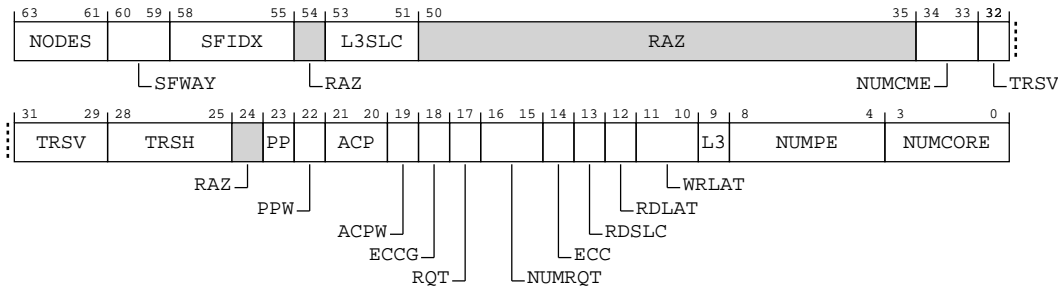 63 61 60 59 58 55 54 53 51 50 35 34 33 32
NODES SFIDX L3SLC RAZ
SFWAY RAZ NUMCME TRSV
31 29 28 25 24 23 22 21 20 19 18 17 16 15 14 13 12 11 10 9 8 4 3 0
TRSV TRSH PP ACP L3 NUMPE NUMCORE
RAZ WRLAT
PPW RDLAT
ACPW RDSLC
ECCG ECC
RQT NUMRQT